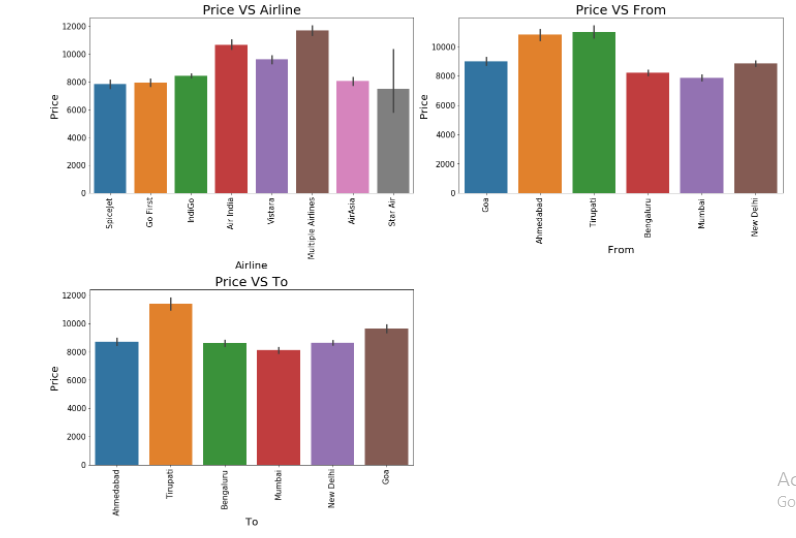 Price VS Airline
12000
10000
8000
6000
4000
2000
0
Price
Spicejet
Go First
IndiGo
Air India
Vistara
Multiple Airlines
AirAsia
Star Air
Airline
Price VS From
10000
8000
6000
4000
2000
0
Price
Goa
Ahmedabad
Tirupati
Bengaluru
Mumbai
New Delhi
From
Price VS To
12000
10000
8000
6000
4000
2000
0
Price
Ahmedabad
Tirupati
Bengaluru
Mumbai
New Delhi
Goa
To
Ac
Go